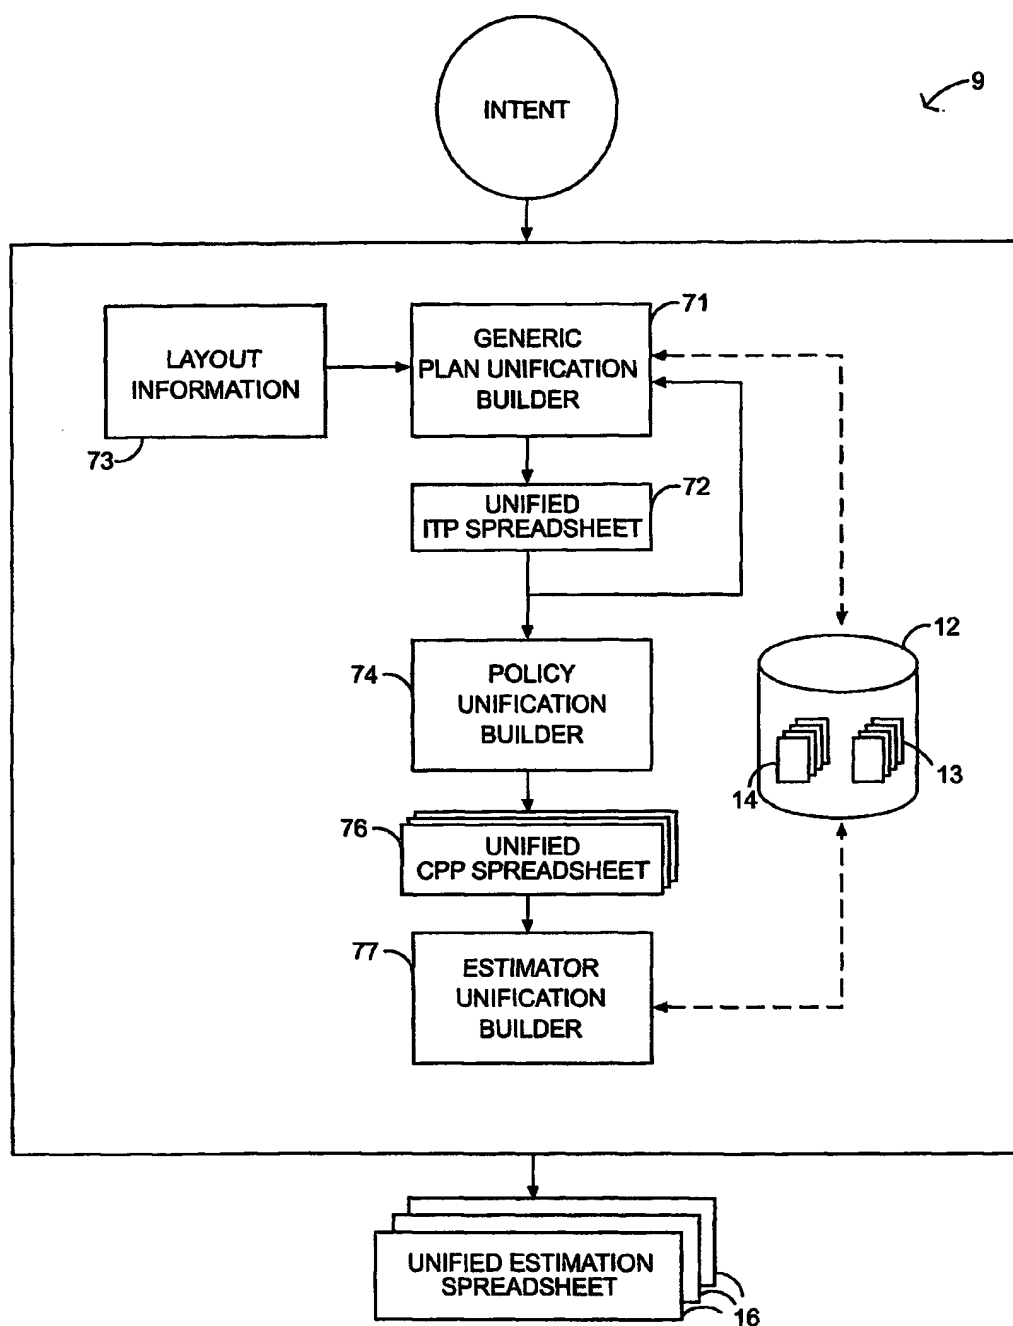 INTENT
9
71
GENERIC
PLAN UNIFICATION
BUILDER
LAYOUT
INFORMATION
73
72
UNIFIED
ITP SPREADSHEET
12
74
POLICY
UNIFICATION
BUILDER
14
13
76
UNIFIED
CPP SPREADSHEET
77
ESTIMATOR
UNIFICATION
BUILDER
UNIFIED ESTIMATION
SPREADSHEET
16